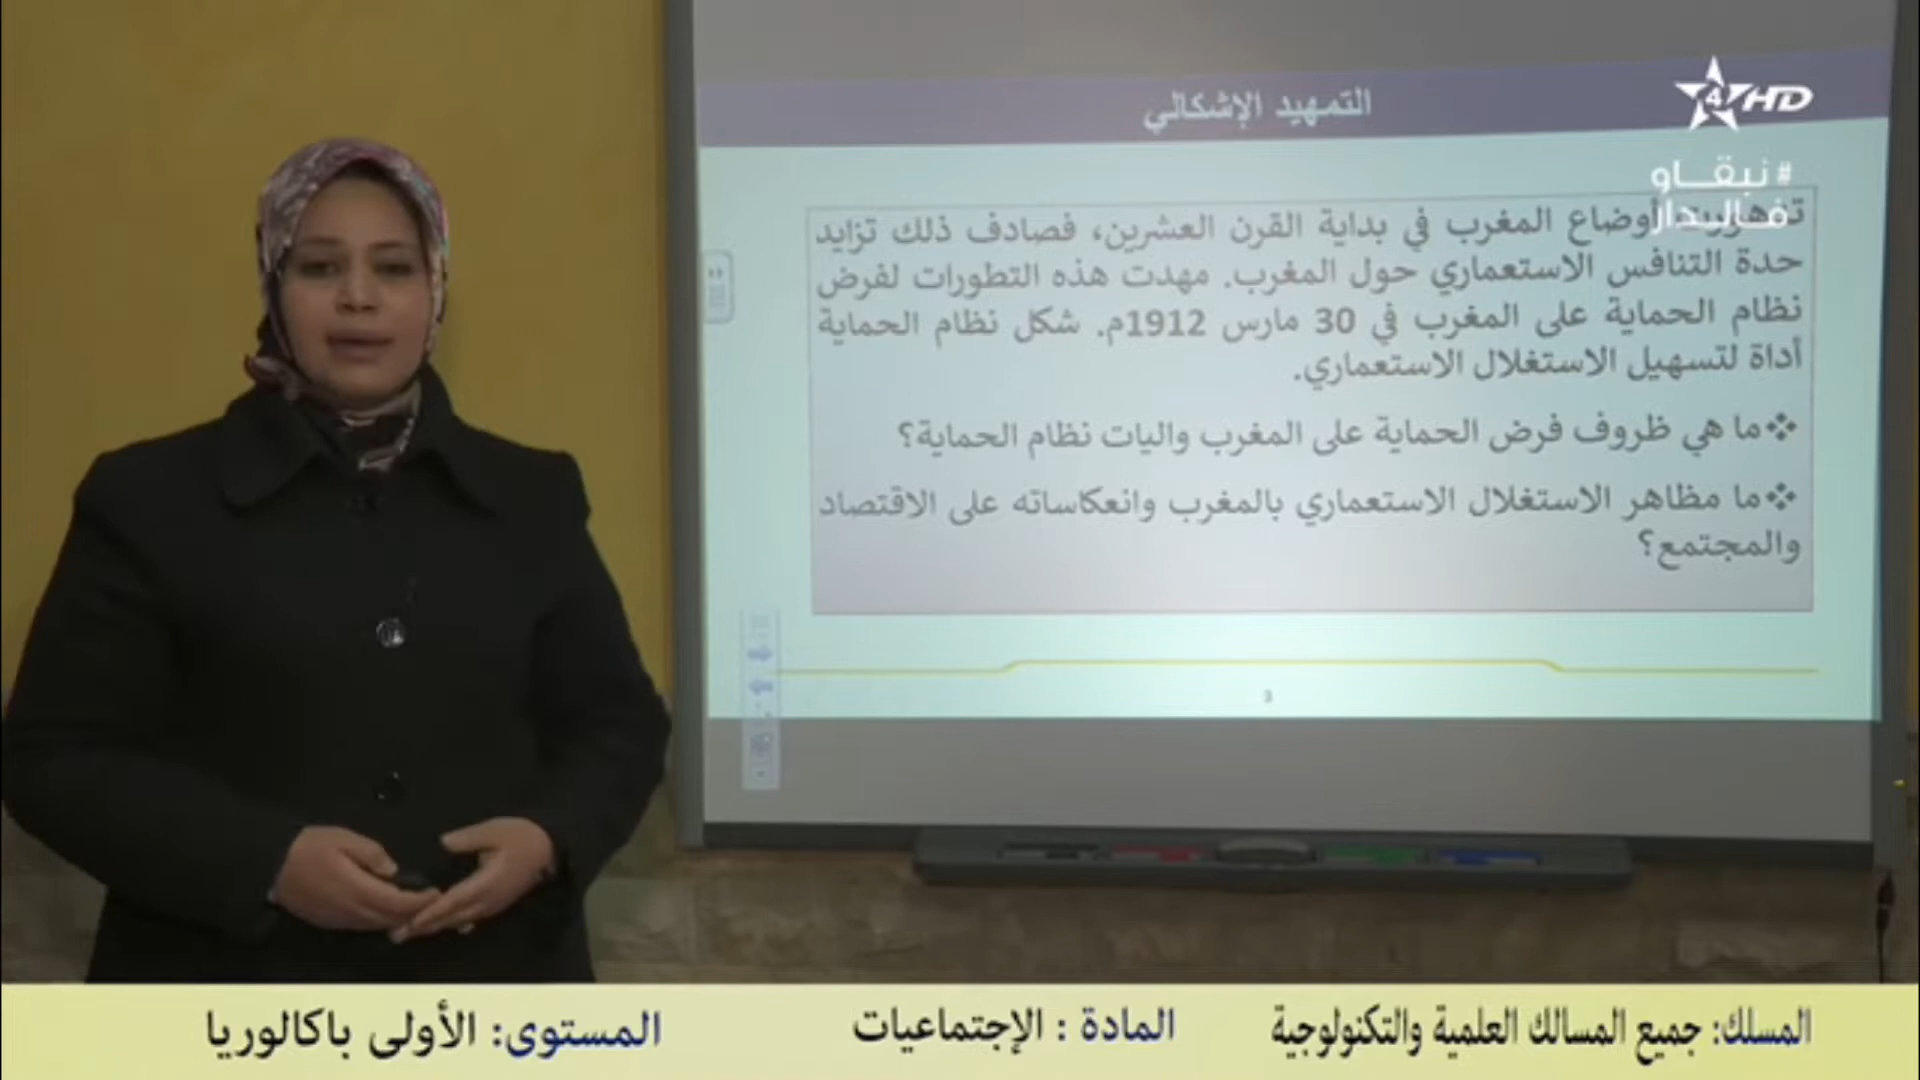 التمهيد الإشكالي
4 HD
#نبقاو
فالدار
أوضاع المغرب في بداية القرن العشرين، فصادف ذلك تزايد
حدة التنافس الاستعماري حول المغرب. مهدت هذه التطورات لفرض
نظام الحماية على المغرب في 30 مارس 1912م. شكل نظام الحماية
أداة لتسهيل الاستغلال الاستعماري.
❖ما هي ظروف فرض الحماية على المغرب واليات نظام الحماية؟
❖ما مظاهر الاستغلال الاستعماري بالمغرب وانعكاساته على الاقتصاد
والمجتمع؟
3
المسلك: جميع المسالك العلمية والتكنولوجية
المادة : الإجتماعيات
المستوى: الأولى باكالوريا